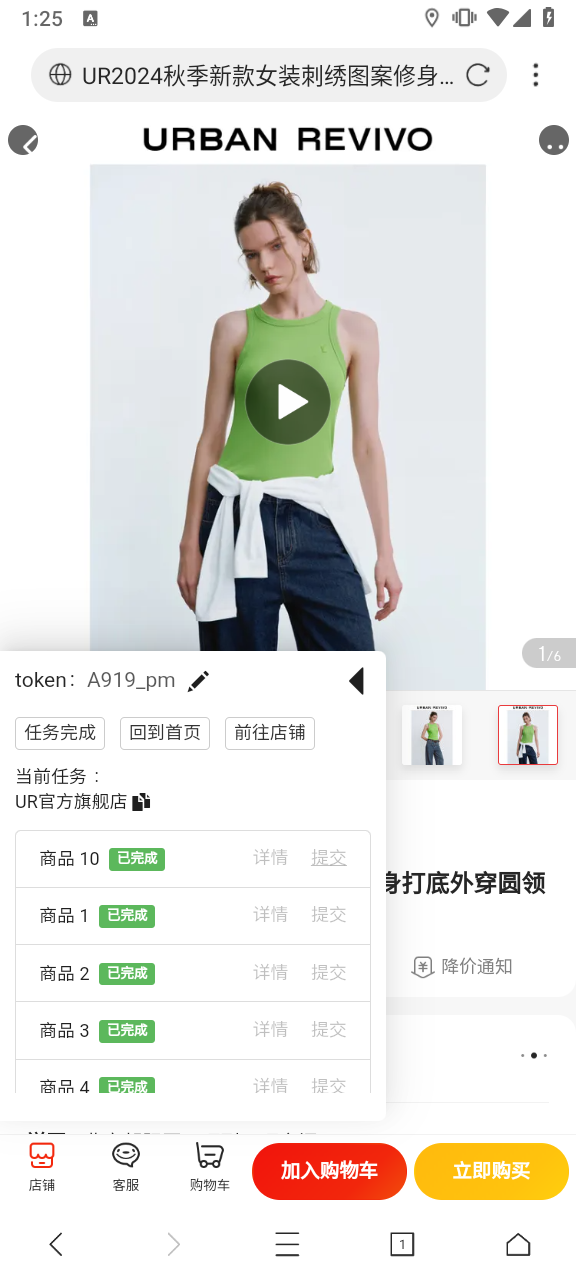 1:25
A
UR2024秋季新款女装刺绣图案修身...
URBAN REVIVO
1/6
token： A919_pm
任务完成 回到首页 前往店铺
当前任务：
UR官方旗舰店
URBAN REVIVO URBAN REVIVO
商品 10 已完成 详情 提交
身打底外穿圆领
商品 1 已完成 详情 提交
商品 2 已完成 详情 提交
降价通知
商品 3 已完成 详情 提交
商品 4 已完成 详情 提交
店铺 客服 购物车 加入购物车 立即购买
1